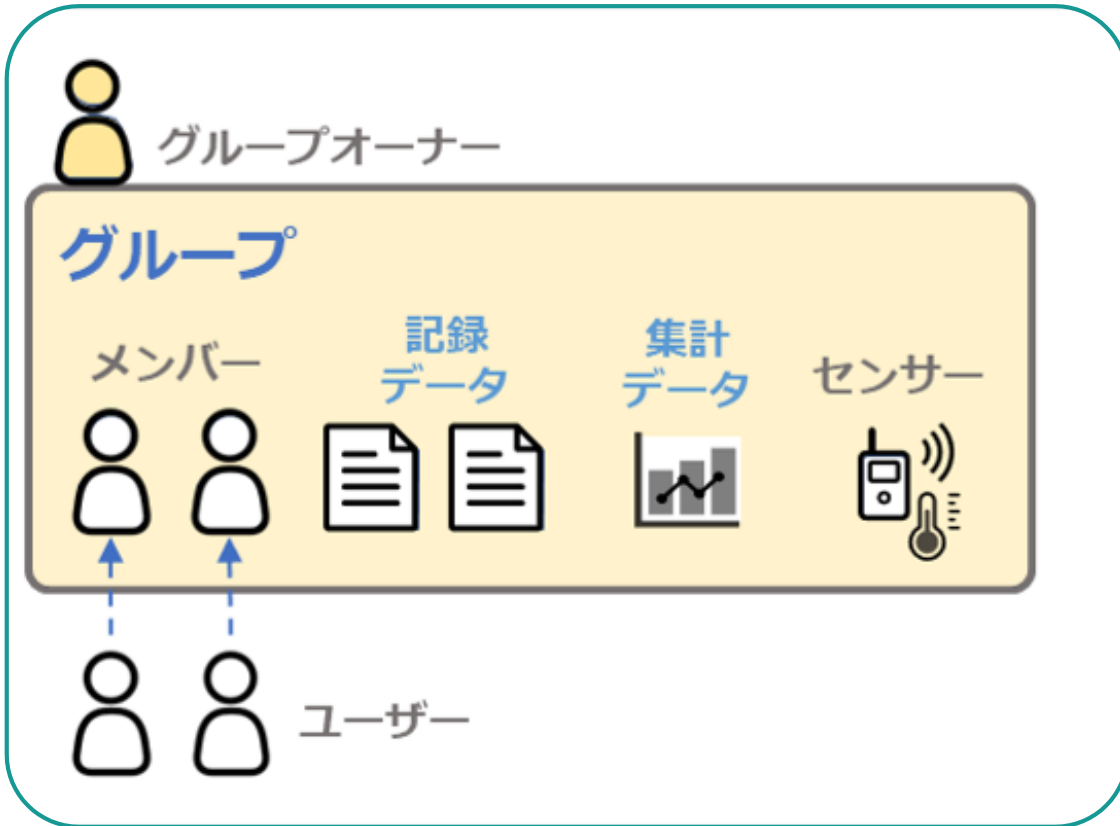 グループオーナー
グループ
メンバー
記録
データ
集計
データ
センサー
ユーザー